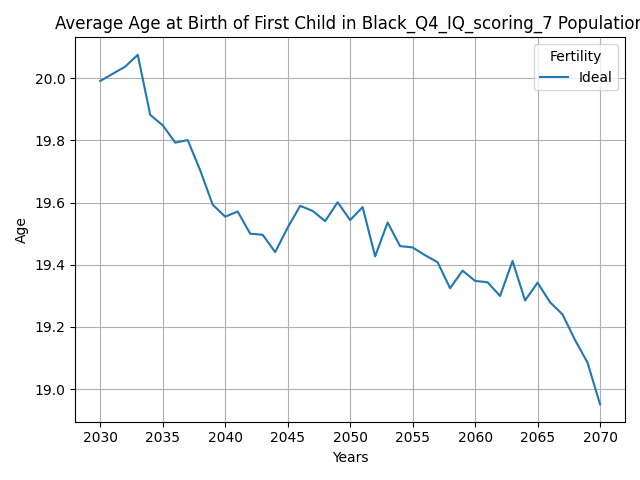 Average Age at Birth of First Child in Black_Q4_IQ_scoring_7 Population
Fertility
Ideal
20.0
19.8
19.6
19.4
19.2
19.0
Age
2030 2035 2040 2045 2050 2055 2060 2065 2070
Years